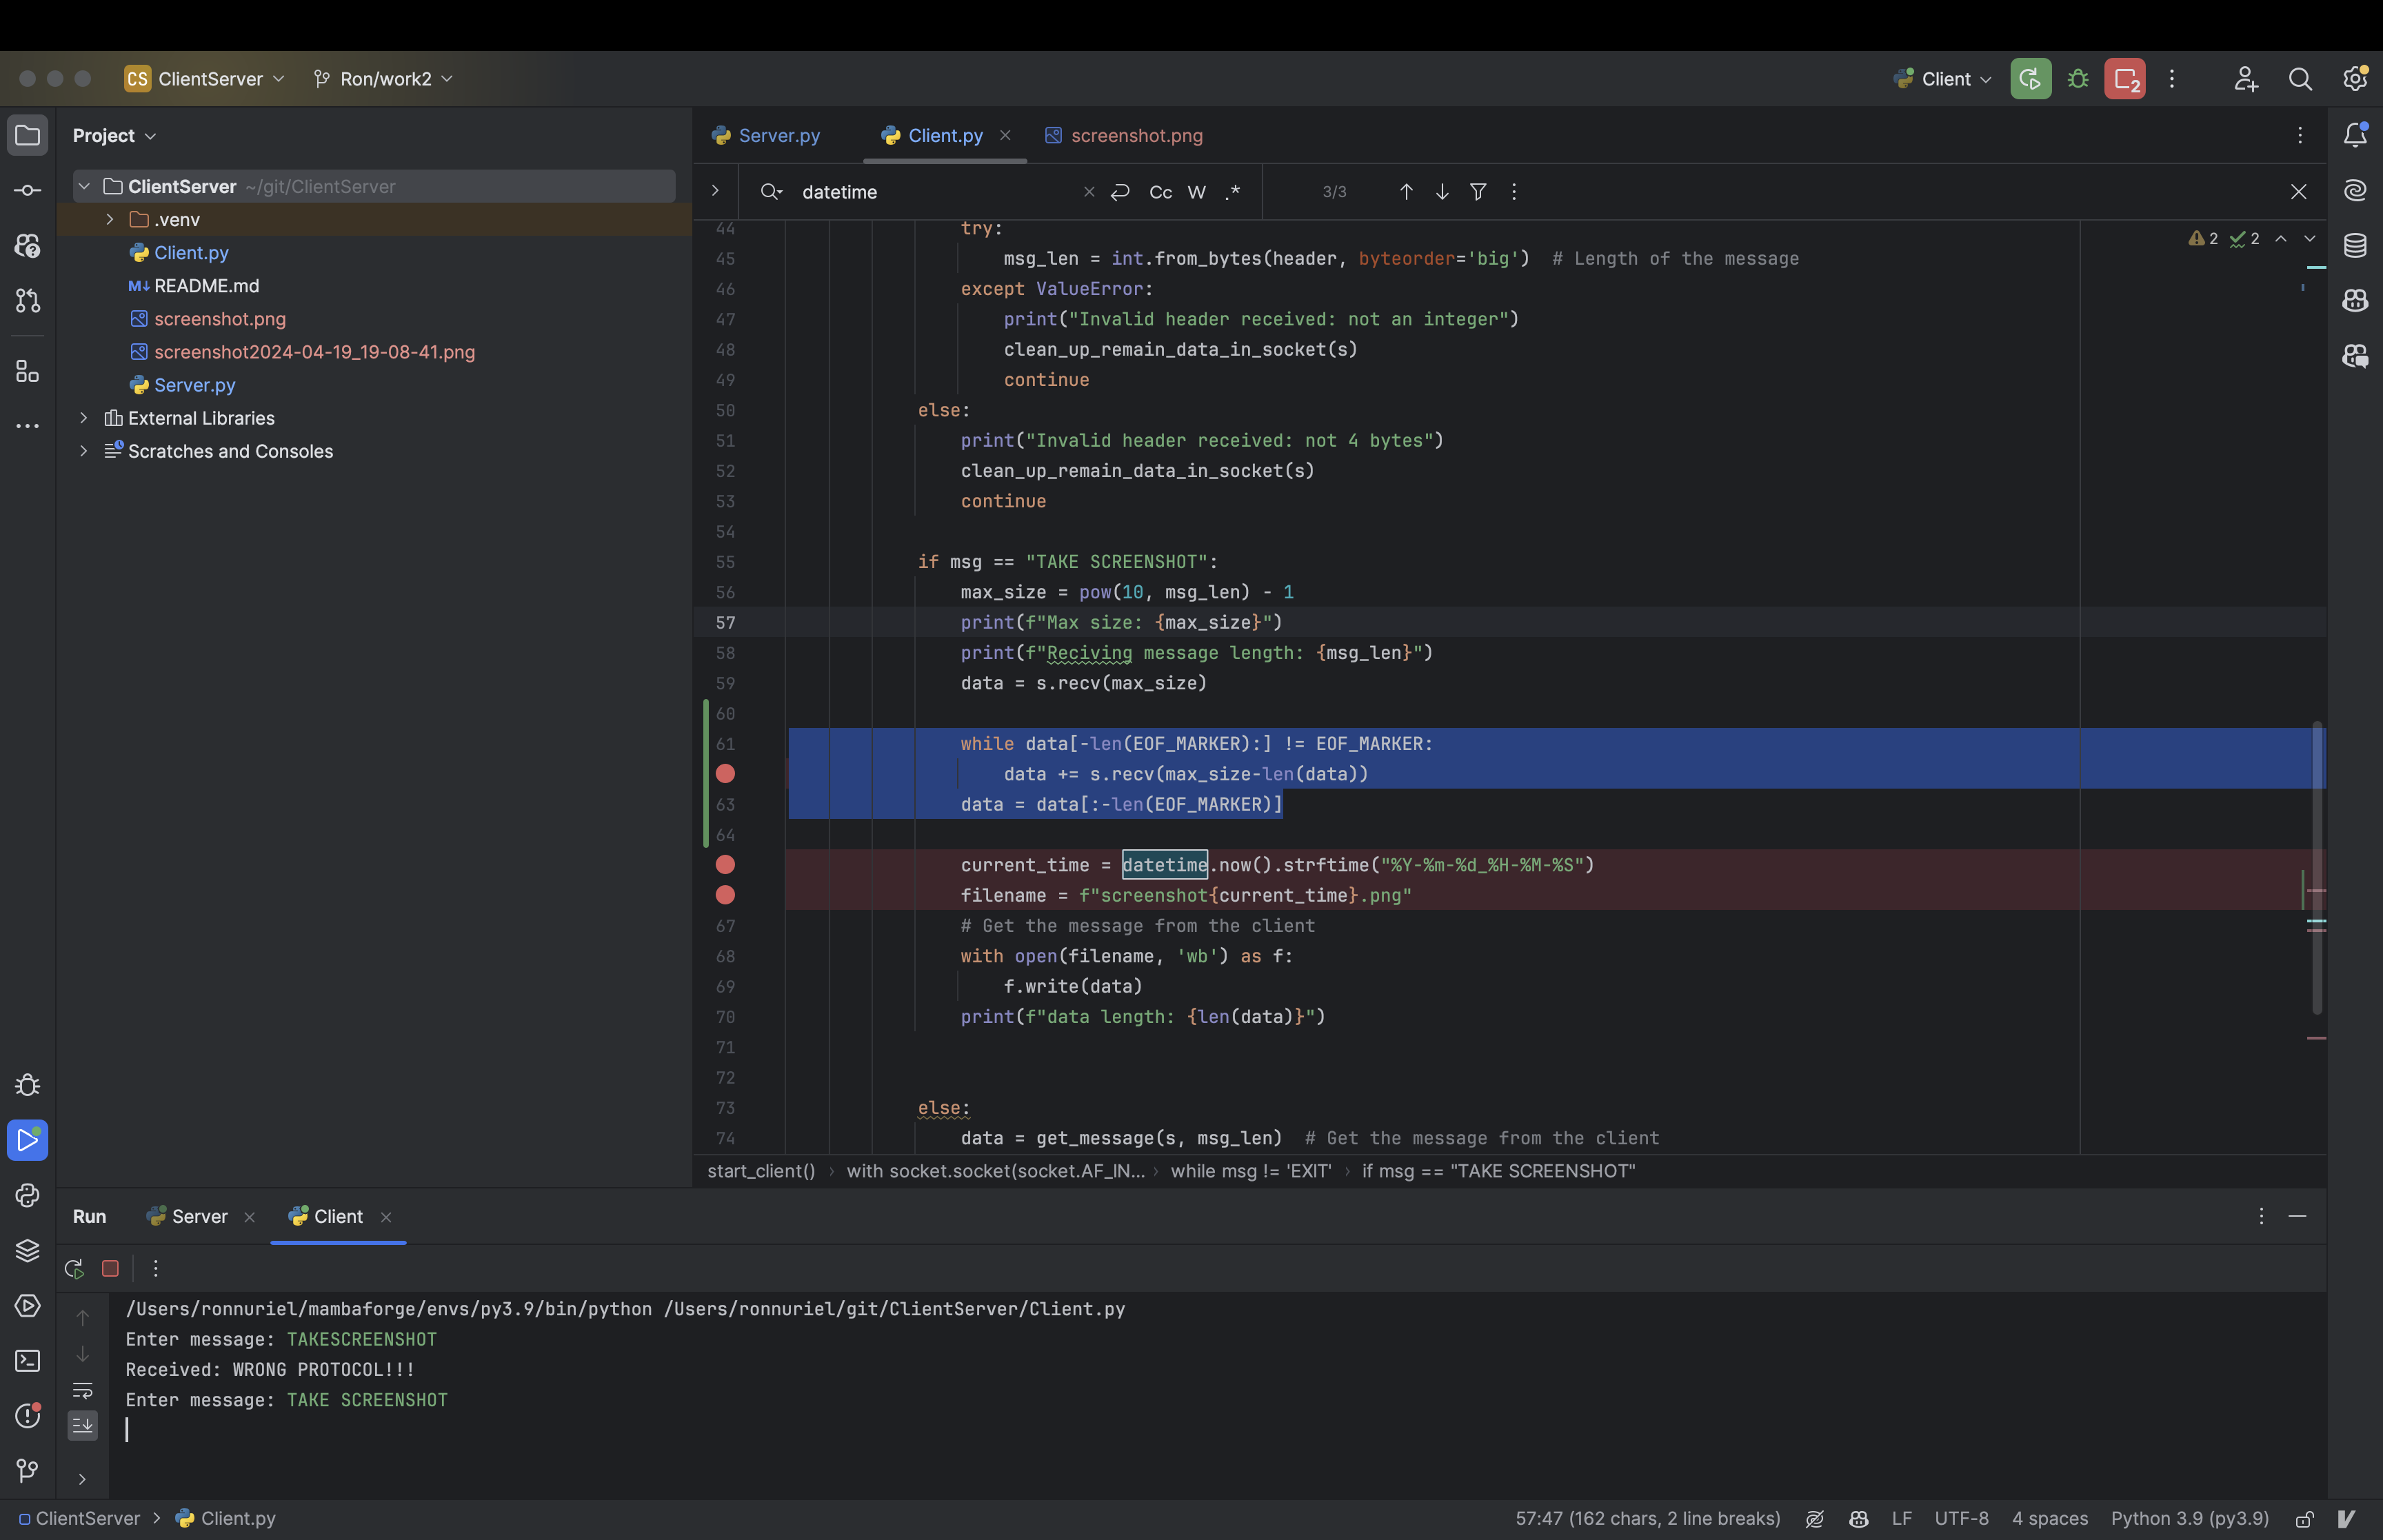 CS ClientServer Ron/work2 Client 2
Project
ClientServer ~/git/ClientServer
.venv
Client.py
M↓ README.md
screenshot.png
screenshot2024-04-19_19-08-41.png
Server.py
External Libraries
Scratches and Consoles
Server.py Client.py screenshot.png
datetime Cc W .* 3/3
2 2
44 try:
45 msg_len = int.from_bytes(header, byteorder='big')  # Length of the message
46 except ValueError:
47 print("Invalid header received: not an integer")
48 clean_up_remain_data_in_socket(s)
49 continue
50 else:
51 print("Invalid header received: not 4 bytes")
52 clean_up_remain_data_in_socket(s)
53 continue
54
55 if msg == "TAKE SCREENSHOT":
56 max_size = pow(10, msg_len) - 1
57 print(f"Max size: {max_size}")
58 print(f"Reciving message length: {msg_len}")
59 data = s.recv(max_size)
60
61 while data[-len(EOF_MARKER):] != EOF_MARKER:
data += s.recv(max_size-len(data))
63 data = data[:-len(EOF_MARKER)]
64
current_time = datetime.now().strftime("%Y-%m-%d_%H-%M-%S")
filename = f"screenshot{current_time}.png"
67 # Get the message from the client
68 with open(filename, 'wb') as f:
69 f.write(data)
70 print(f"data length: {len(data)}")
71
72
73 else:
74 data = get_message(s, msg_len)  # Get the message from the client
start_client() › with socket.socket(socket.AF_IN... › while msg != 'EXIT' › if msg == "TAKE SCREENSHOT"
Run Server Client
/Users/ronnuriel/mambaforge/envs/py3.9/bin/python /Users/ronnuriel/git/ClientServer/Client.py
Enter message: TAKESCREENSHOT
Received: WRONG PROTOCOL!!!
Enter message: TAKE SCREENSHOT
ClientServer › Client.py 57:47 (162 chars, 2 line breaks) LF UTF-8 4 spaces Python 3.9 (py3.9)